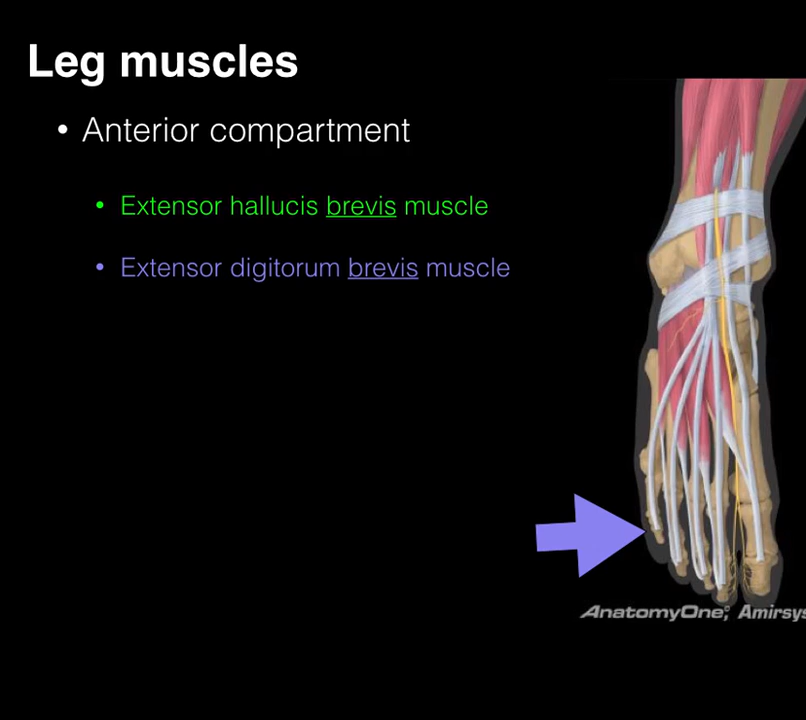 Leg muscles
• Anterior compartment
• Extensor hallucis brevis muscle
• Extensor digitorum brevis muscle
AnatomyOne, Amirsys